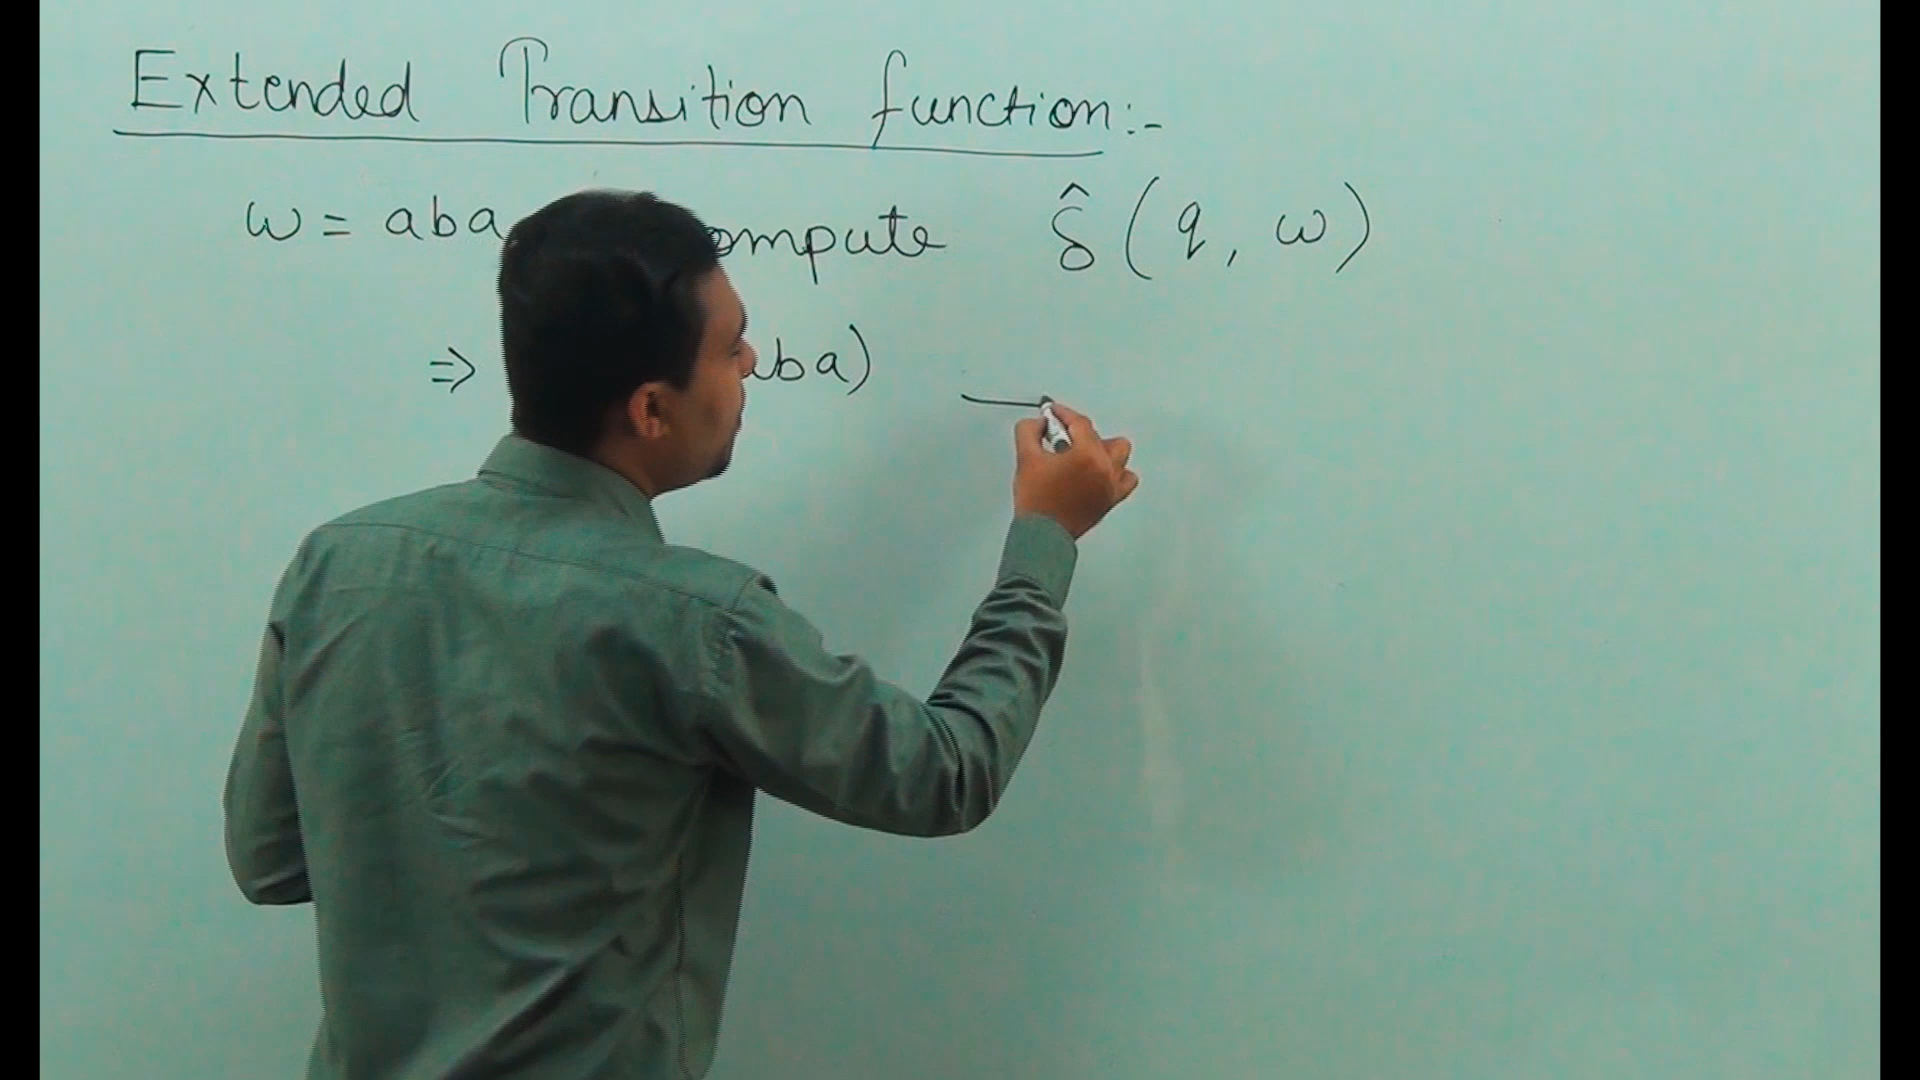 Extended Transition function:-
w = aba ompute δ̂ (q, w)
⇒ ba)